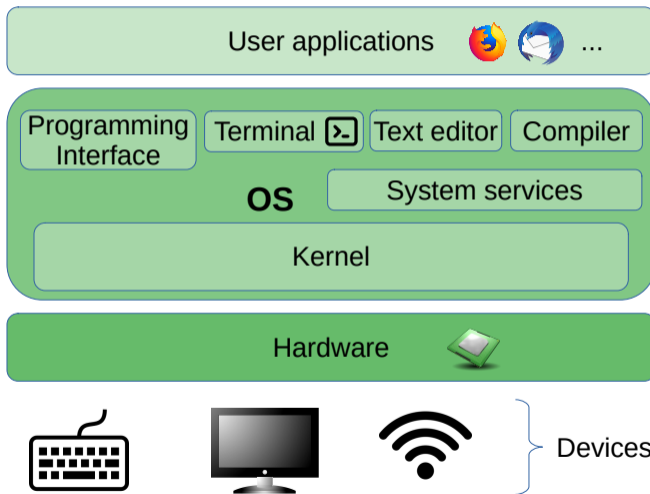 User applications ...
Programming
Interface
Terminal >_
Text editor
Compiler
OS
System services
Kernel
Hardware
Devices